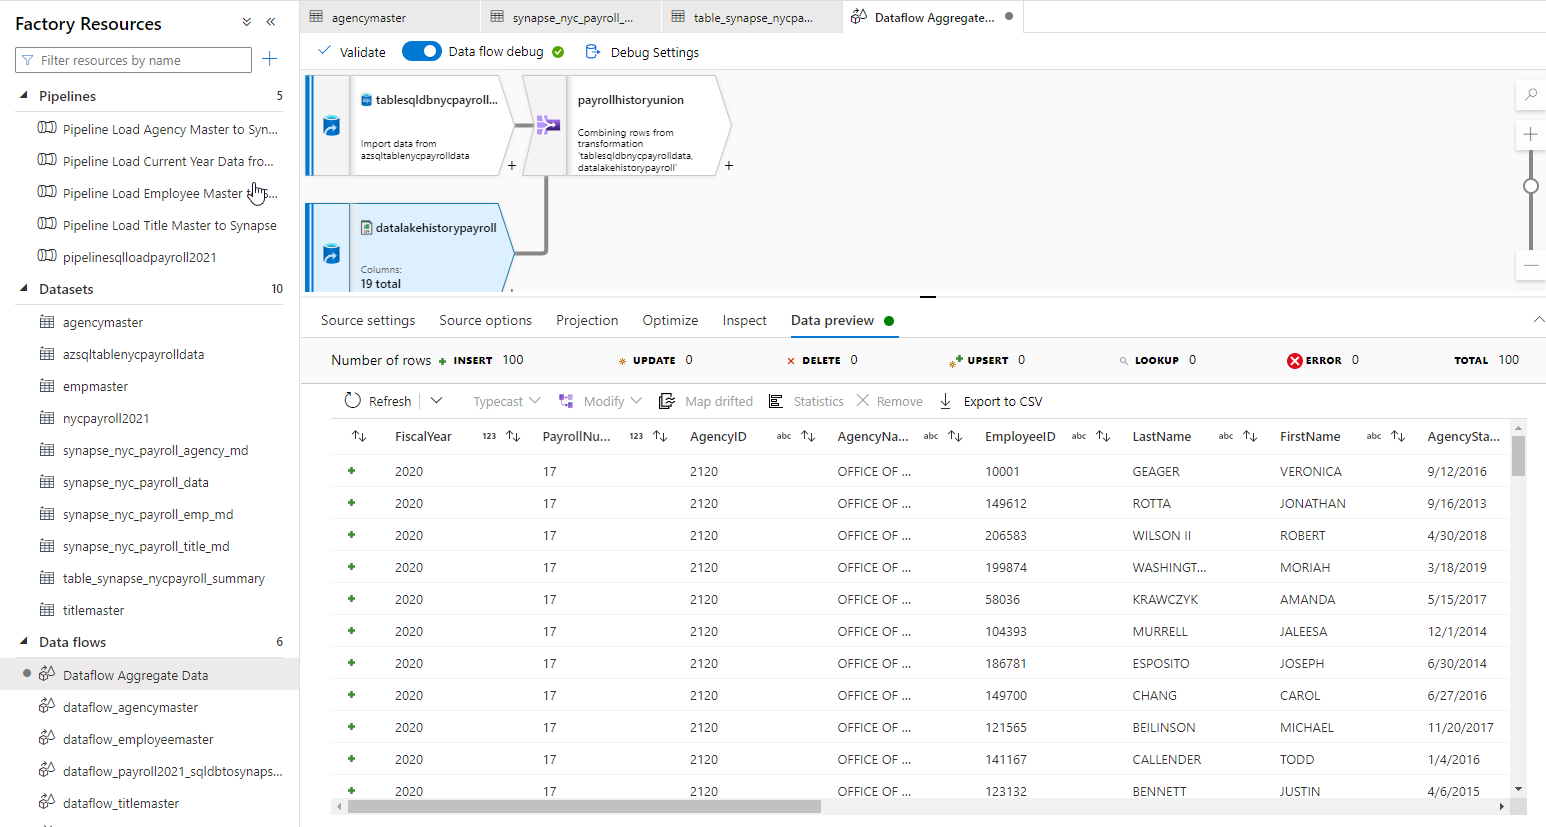 Factory Resources
Filter resources by name
Pipelines 5
Pipeline Load Agency Master to Syn...
Pipeline Load Current Year Data fro...
Pipeline Load Employee Master to S...
Pipeline Load Title Master to Synapse
pipelinesqlloadpayroll2021
Datasets 10
agencymaster
azsqltablenycpayrolldata
empmaster
nycpayroll2021
synapse_nyc_payroll_agency_md
synapse_nyc_payroll_data
synapse_nyc_payroll_emp_md
synapse_nyc_payroll_title_md
table_synapse_nycpayroll_summary
titlemaster
Data flows 6
Dataflow Aggregate Data
dataflow_agencymaster
dataflow_employeemaster
dataflow_payroll2021_sqldbtosynaps...
dataflow_titlemaster
agencymaster synapse_nyc_payroll_... table_synapse_nycpa... Dataflow Aggregate...
Validate Data flow debug Debug Settings
tablesqldbnycpayroll...
Import data from
azsqltablenycpayrolldata
+
payrollhistoryunion
Combining rows from
transformation
'tablesqldbnycpayrolldata,
datalakehistorypayroll'
+
datalakehistorypayroll
Columns:
19 total
Source settings Source options Projection Optimize Inspect Data preview
Number of rows INSERT 100 UPDATE 0 DELETE 0 UPSERT 0 LOOKUP 0 ERROR 0 TOTAL 100
Refresh Typecast Modify Map drifted Statistics Remove Export to CSV
FiscalYear 123 PayrollNu... 123 AgencyID abc AgencyNa... abc EmployeeID abc LastName abc FirstName abc AgencySta...
2020 17 2120 OFFICE OF ... 10001 GEAGER VERONICA 9/12/2016
2020 17 2120 OFFICE OF ... 149612 ROTTA JONATHAN 9/16/2013
2020 17 2120 OFFICE OF ... 206583 WILSON II ROBERT 4/30/2018
2020 17 2120 OFFICE OF ... 199874 WASHINGT... MORIAH 3/18/2019
2020 17 2120 OFFICE OF ... 58036 KRAWCZYK AMANDA 5/15/2017
2020 17 2120 OFFICE OF ... 104393 MURRELL JALEESA 12/1/2014
2020 17 2120 OFFICE OF ... 186781 ESPOSITO JOSEPH 6/30/2014
2020 17 2120 OFFICE OF ... 149700 CHANG CAROL 6/27/2016
2020 17 2120 OFFICE OF ... 121565 BEILINSON MICHAEL 11/20/2017
2020 17 2120 OFFICE OF ... 141167 CALLENDER TODD 1/4/2016
2020 17 2120 OFFICE OF ... 123132 BENNETT JUSTIN 4/6/2015